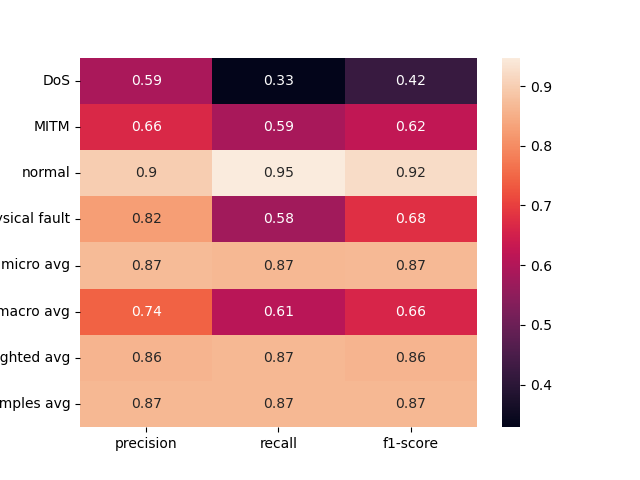 DoS 0.59 0.33 0.42
MITM 0.66 0.59 0.62
normal 0.9 0.95 0.92
ysical fault 0.82 0.58 0.68
micro avg 0.87 0.87 0.87
macro avg 0.74 0.61 0.66
ghted avg 0.86 0.87 0.86
mples avg 0.87 0.87 0.87
precision recall f1-score
0.9
0.8
0.7
0.6
0.5
0.4